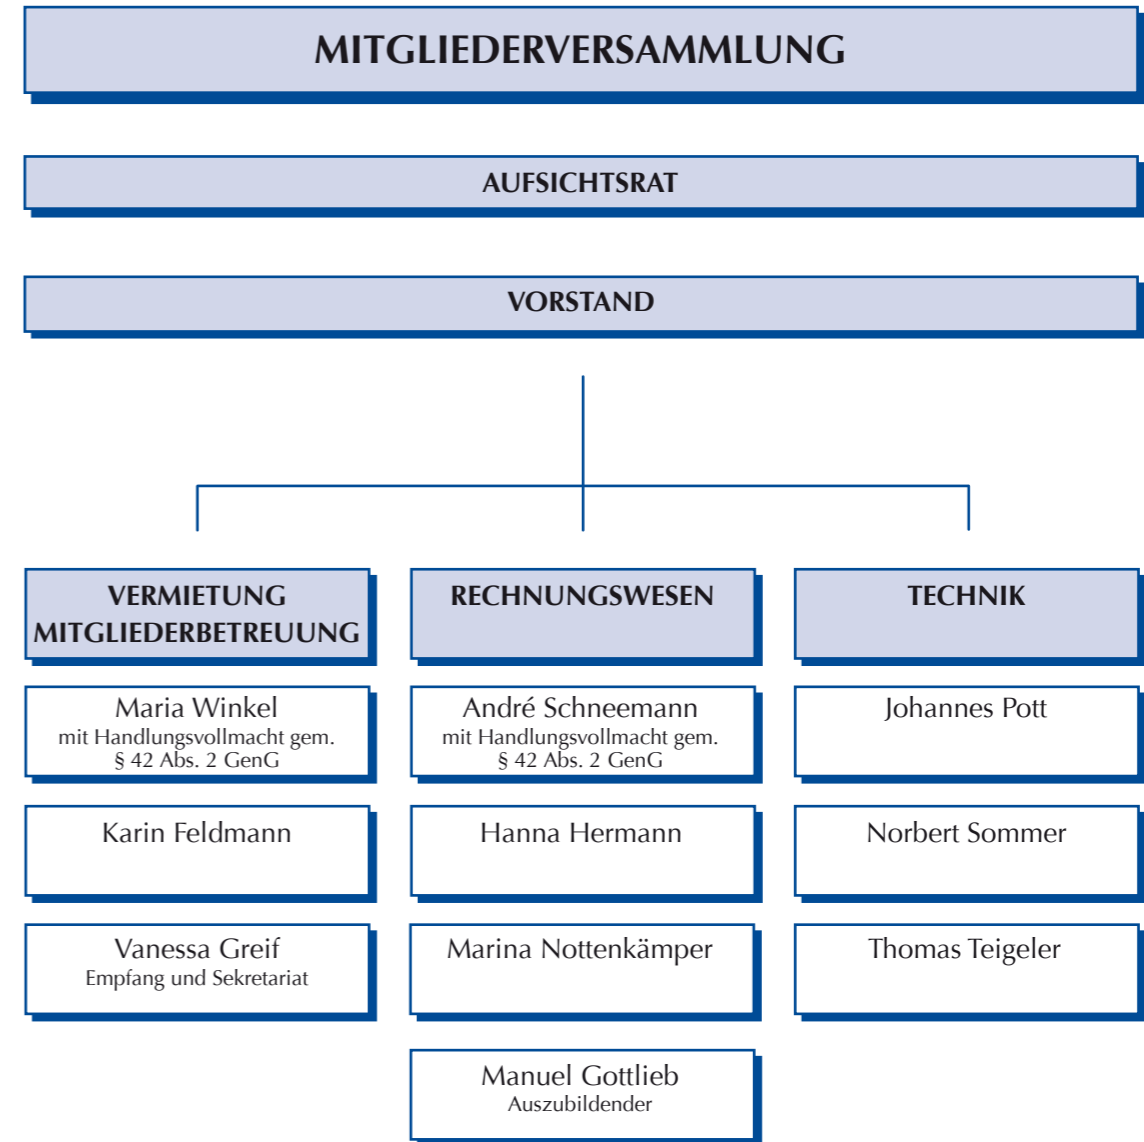 MITGLIEDERVERSAMMLUNG
AUFSICHTSRAT
VORSTAND
VERMIETUNG
MITGLIEDERBETREUUNG
Maria Winkel
mit Handlungsvollmacht gem.
§ 42 Abs. 2 GenG
Karin Feldmann
Vanessa Greif
Empfang und Sekretariat
RECHNUNGSWESEN
André Schneemann
mit Handlungsvollmacht gem.
§ 42 Abs. 2 GenG
Hanna Hermann
Marina Nottenkämper
Manuel Gottlieb
Auszubildender
TECHNIK
Johannes Pott
Norbert Sommer
Thomas Teigeler